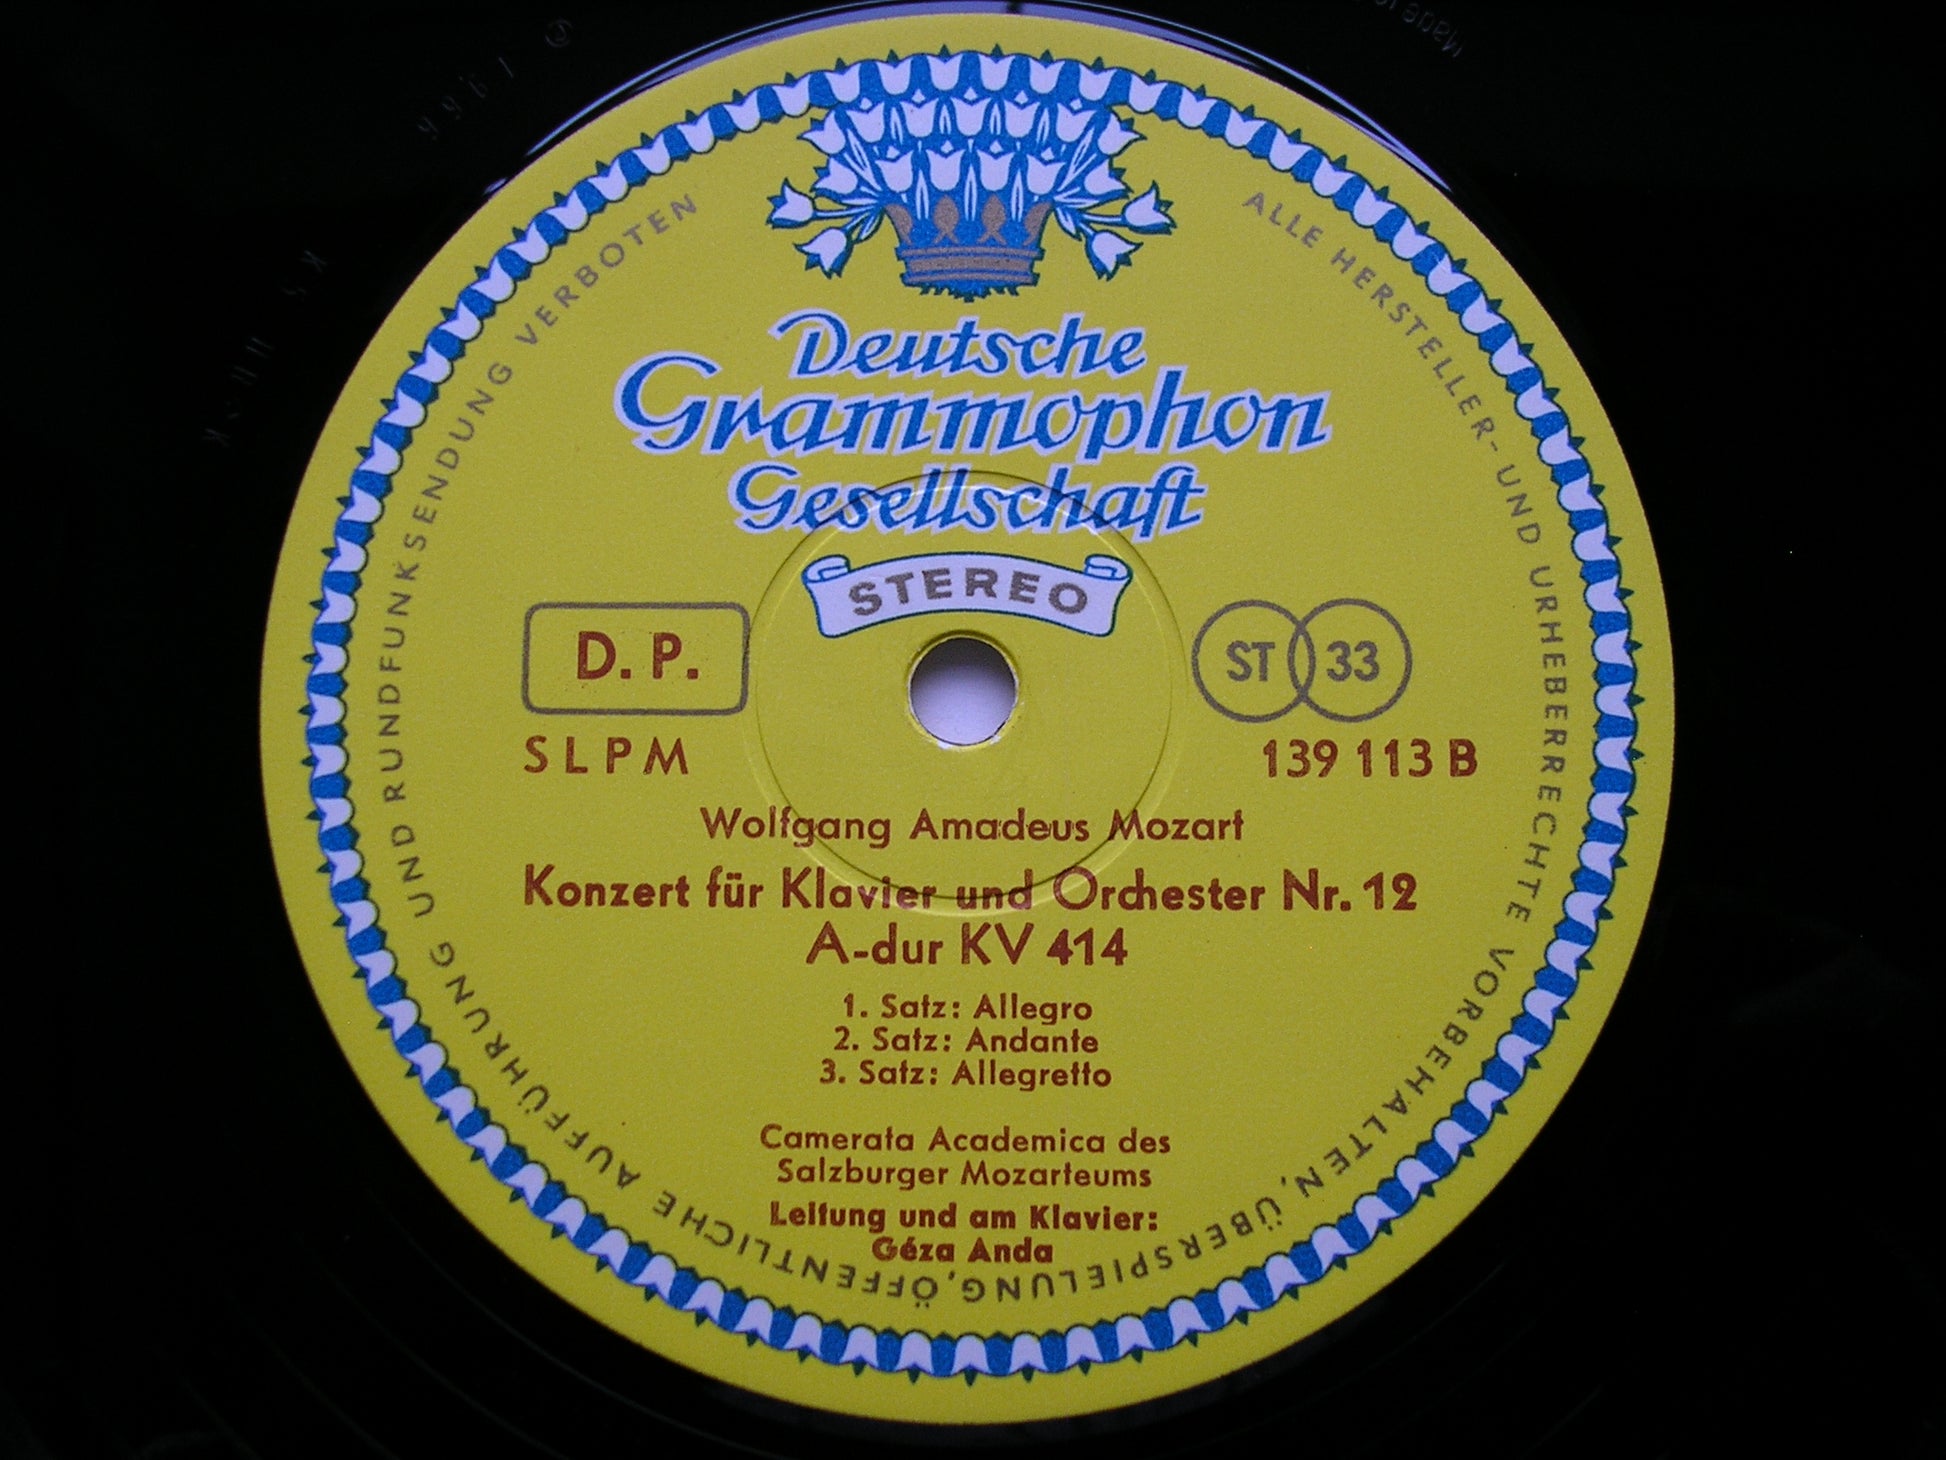 Deutsche
Grammophon
Gesellschaft
STEREO
D. P.
ST 33
SLPM
139 113 B
Wolfgang Amadeus Mozart
Konzert für Klavier und Orchester Nr. 12
A-dur KV 414
1. Satz: Allegro
2. Satz: Andante
3. Satz: Allegretto
Camerata Academica des
Salzburger Mozarteums
Leitung und am Klavier:
Géza Anda
ALLE HERSTELLER- UND URHEBERRECHTE VORBEHALTEN, ÜBERSPIELUNG, ÖFFENTLICHE AUFFÜHRUNG UND RUNDFUNKSENDUNG VERBOTEN
Made